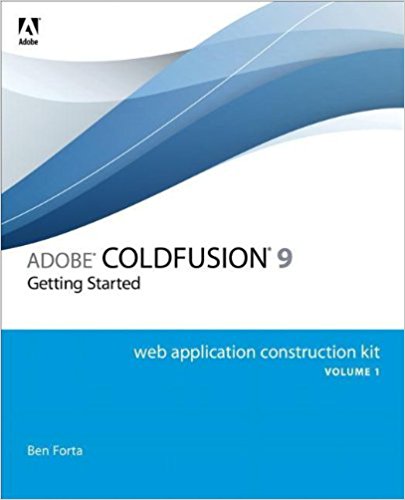 Adobe
ADOBE® COLDFUSION® 9
Getting Started
web application construction kit
VOLUME 1
Ben Forta